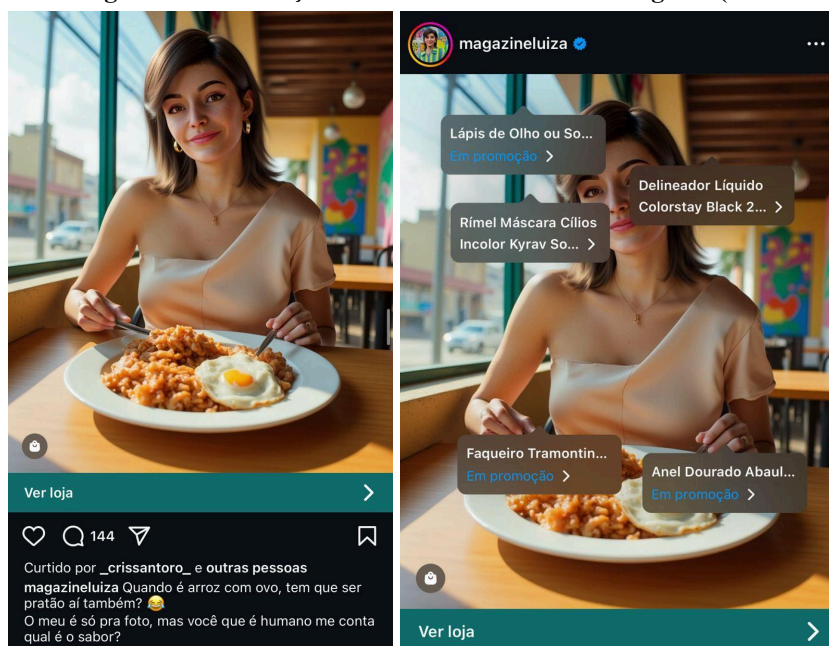 Ver loja
144
Curtido por _crissantoro_ e outras pessoas
magazineluiza Quando é arroz com ovo, tem que ser
pratão aí também? 😂
O meu é só pra foto, mas você que é humano me conta
qual é o sabor?
magazineluiza
Lápis de Olho ou So...
Em promoção
Delineador Líquido
Colorstay Black 2...
Rímel Máscara Cílios
Incolor Kyrav So...
Faqueiro Tramontin...
Em promoção
Anel Dourado Abaul...
Em promoção
Ver loja